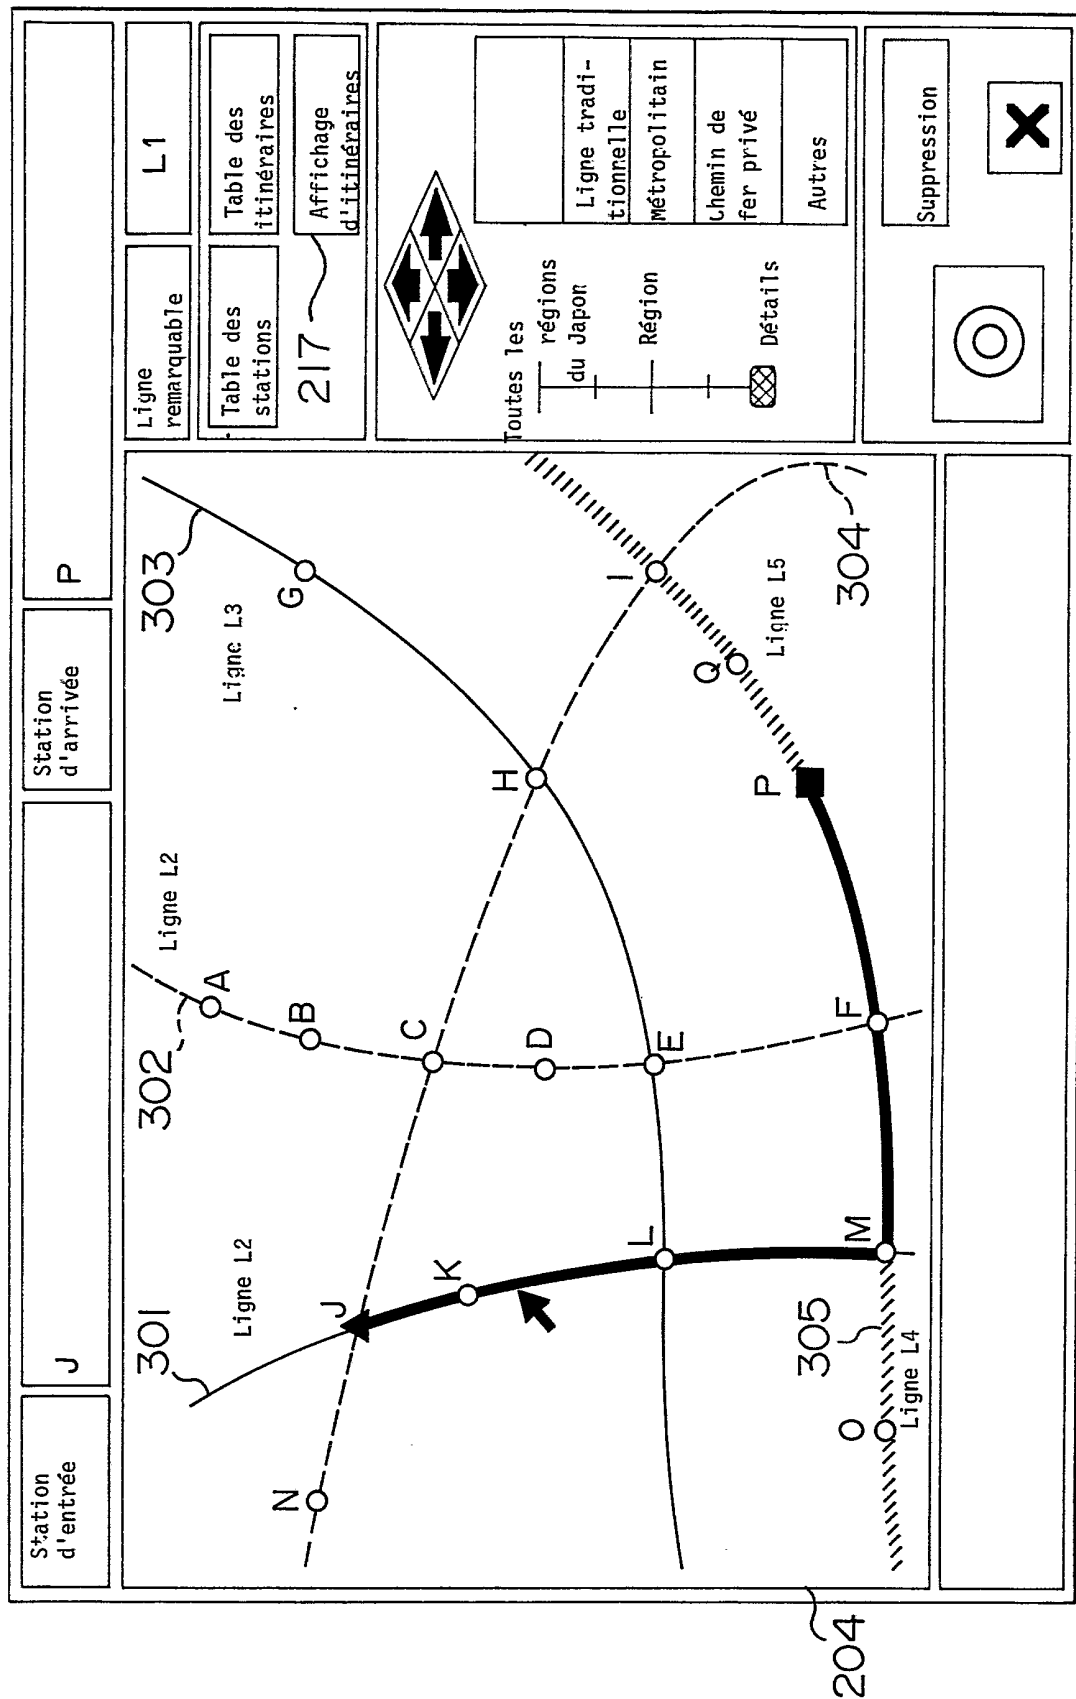 Station
d'entrée
J
Station
d'arrivée
P
Ligne
remarquable
L1
Table des
stations
Table des
itinéraires
217
Affichage
d'itinéraires
Toutes les
régions
du Japon
Région
Détails
Ligne tradi-
tionnelle
Métropolitain
Chemin de
fer privé
Autres
Suppression
301
Ligne L2
302
Ligne L2
303
Ligne L3
304
Ligne L5
305
Ligne L4
204
N
J
K
L
M
O
A
B
C
D
E
F
G
H
I
Q
P